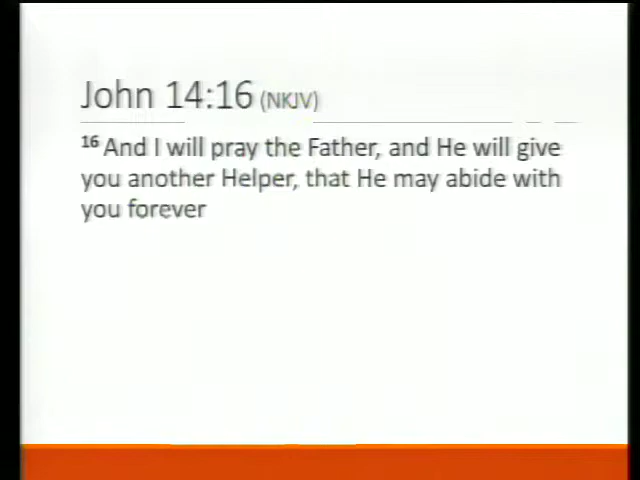 John 14:16 (NKJV)
16 And I will pray the Father, and He will give
you another Helper, that He may abide with
you forever